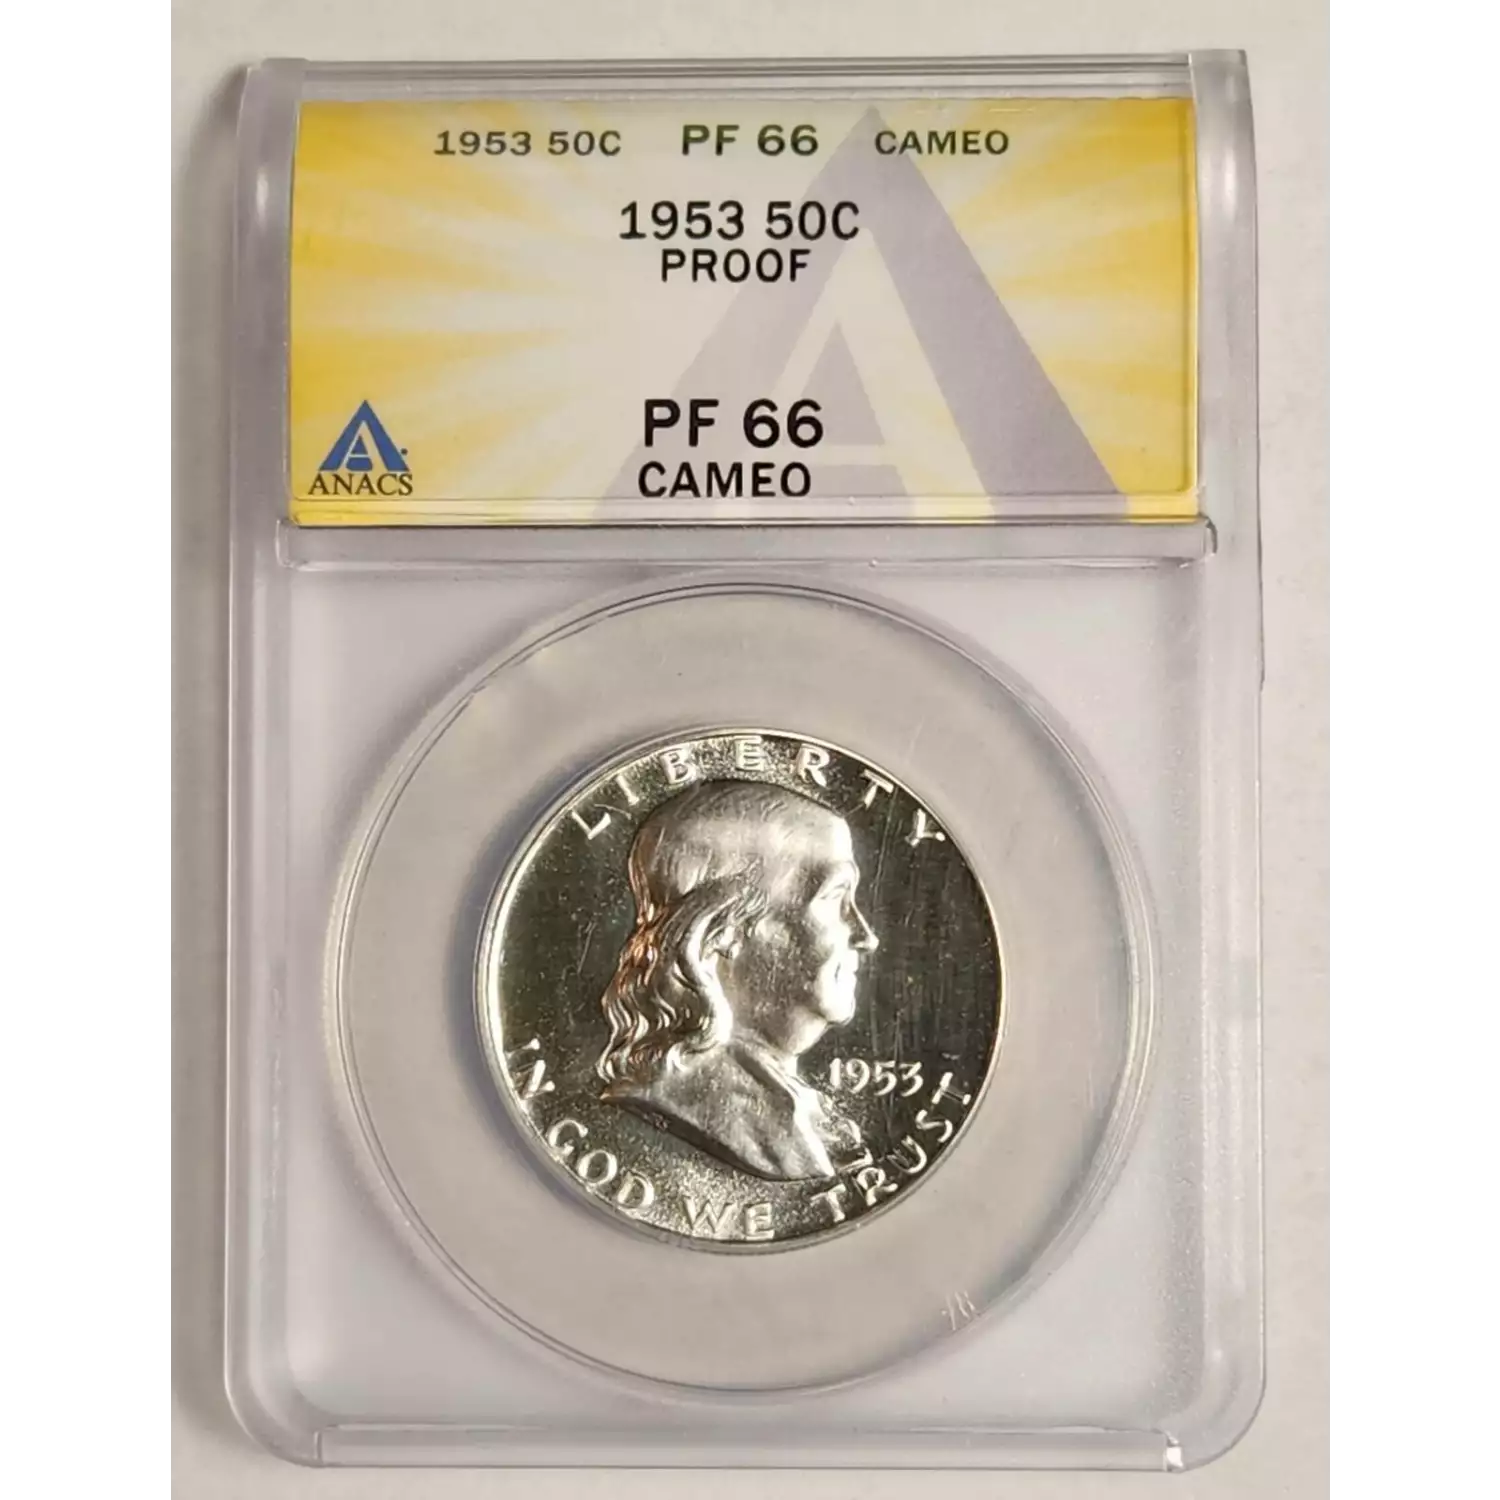 1953 50C PF 66 CAMEO
1953 50C
PROOF
PF 66
CAMEO
ANACS
LIBERTY
1953
IN GOD WE TRUST